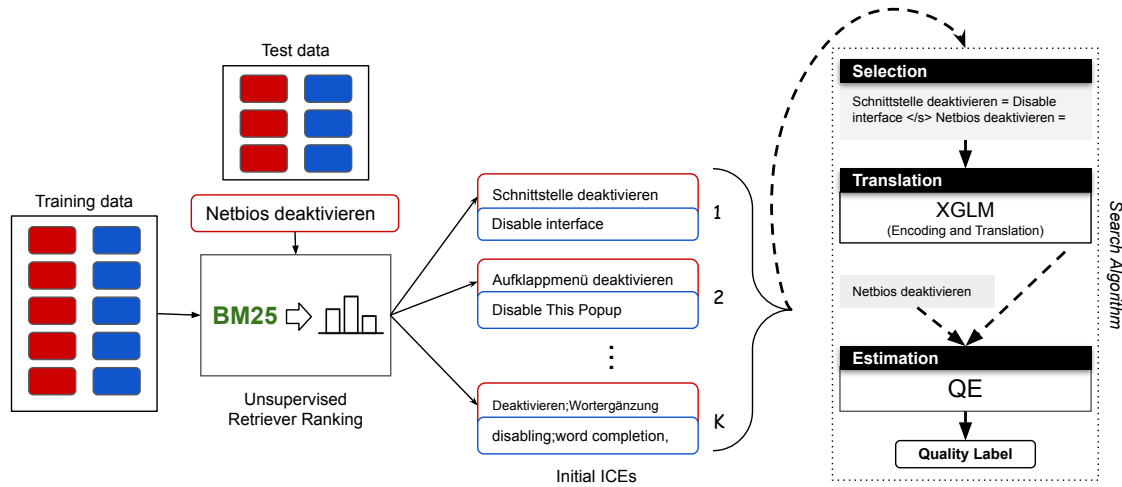 Test data
Training data
Netbios deaktivieren
BM25
Unsupervised
Retriever Ranking
Schnittstelle deaktivieren
Disable interface
1
Aufklappmenü deaktivieren
Disable This Popup
2
⋮
Deaktivieren;Wortergänzung
disabling;word completion,
K
Initial ICEs
Selection
Schnittstelle deaktivieren = Disable
interface </s> Netbios deaktivieren =
Translation
XGLM
(Encoding and Translation)
Netbios deaktivieren
Estimation
QE
Quality Label
Search Algorithm